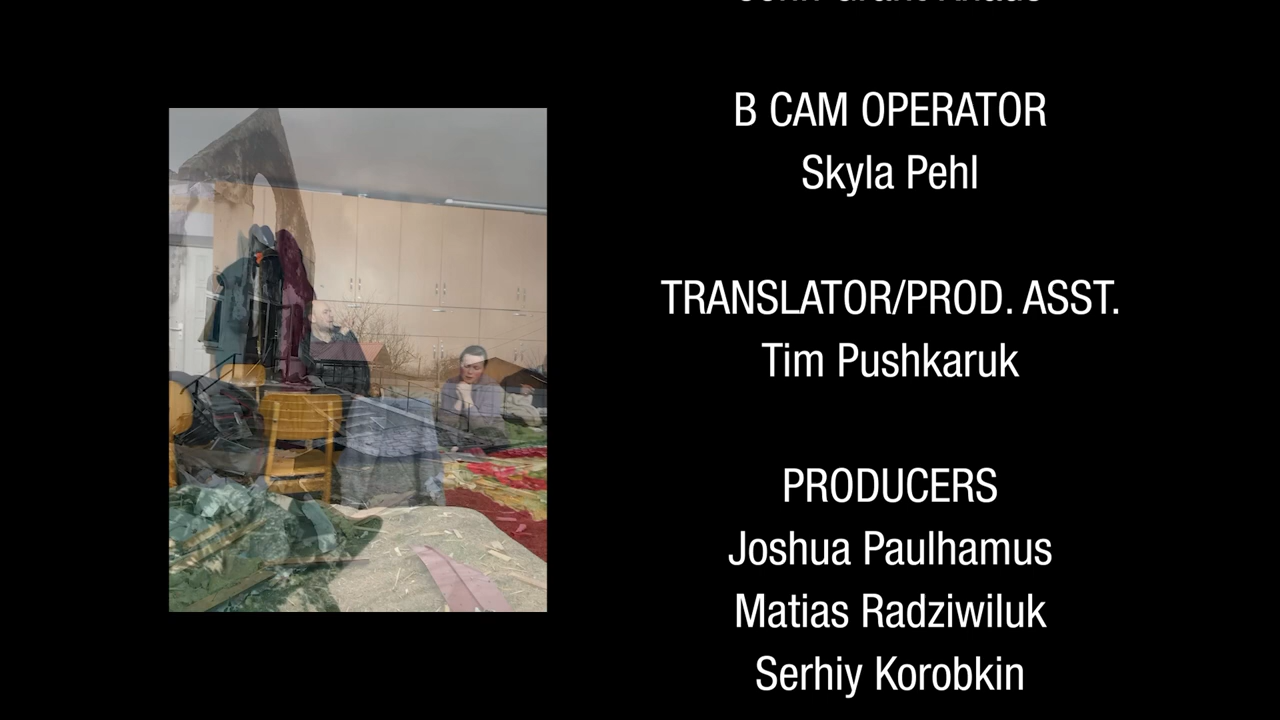 B CAM OPERATOR
Skyla Pehl
TRANSLATOR/PROD. ASST.
Tim Pushkaruk
PRODUCERS
Joshua Paulhamus
Matias Radziwiluk
Serhiy Korobkin